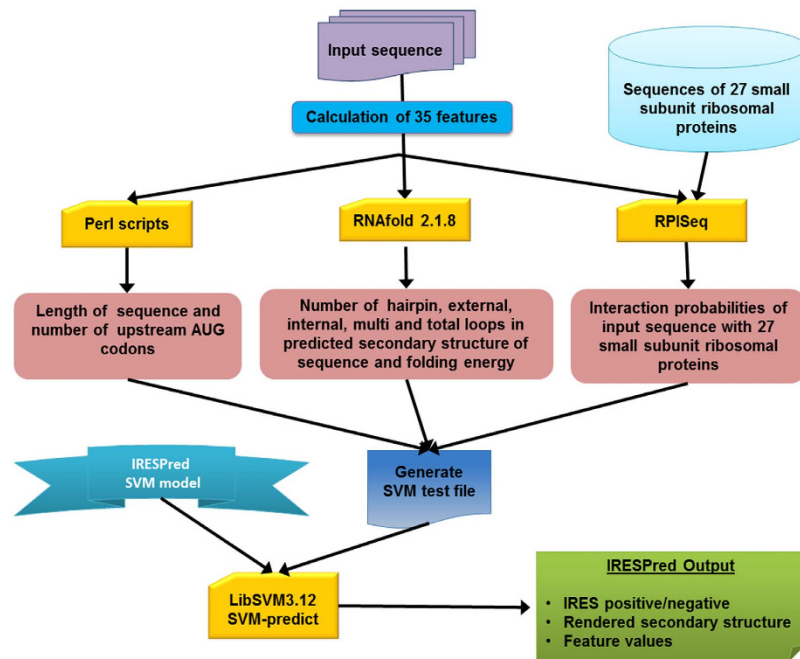 Input sequence
Sequences of 27 small
subunit ribosomal
proteins
Calculation of 35 features
Perl scripts
RNAfold 2.1.8
RPISeq
Length of sequence and
number of upstream AUG
codons
Number of hairpin, external,
internal, multi and total loops in
predicted secondary structure of
sequence and folding energy
Interaction probabilities of
input sequence with 27
small subunit ribosomal
proteins
IRESPred
SVM model
Generate
SVM test file
LibSVM3.12
SVM-predict
IRESPred Output
• IRES positive/negative
• Rendered secondary structure
• Feature values